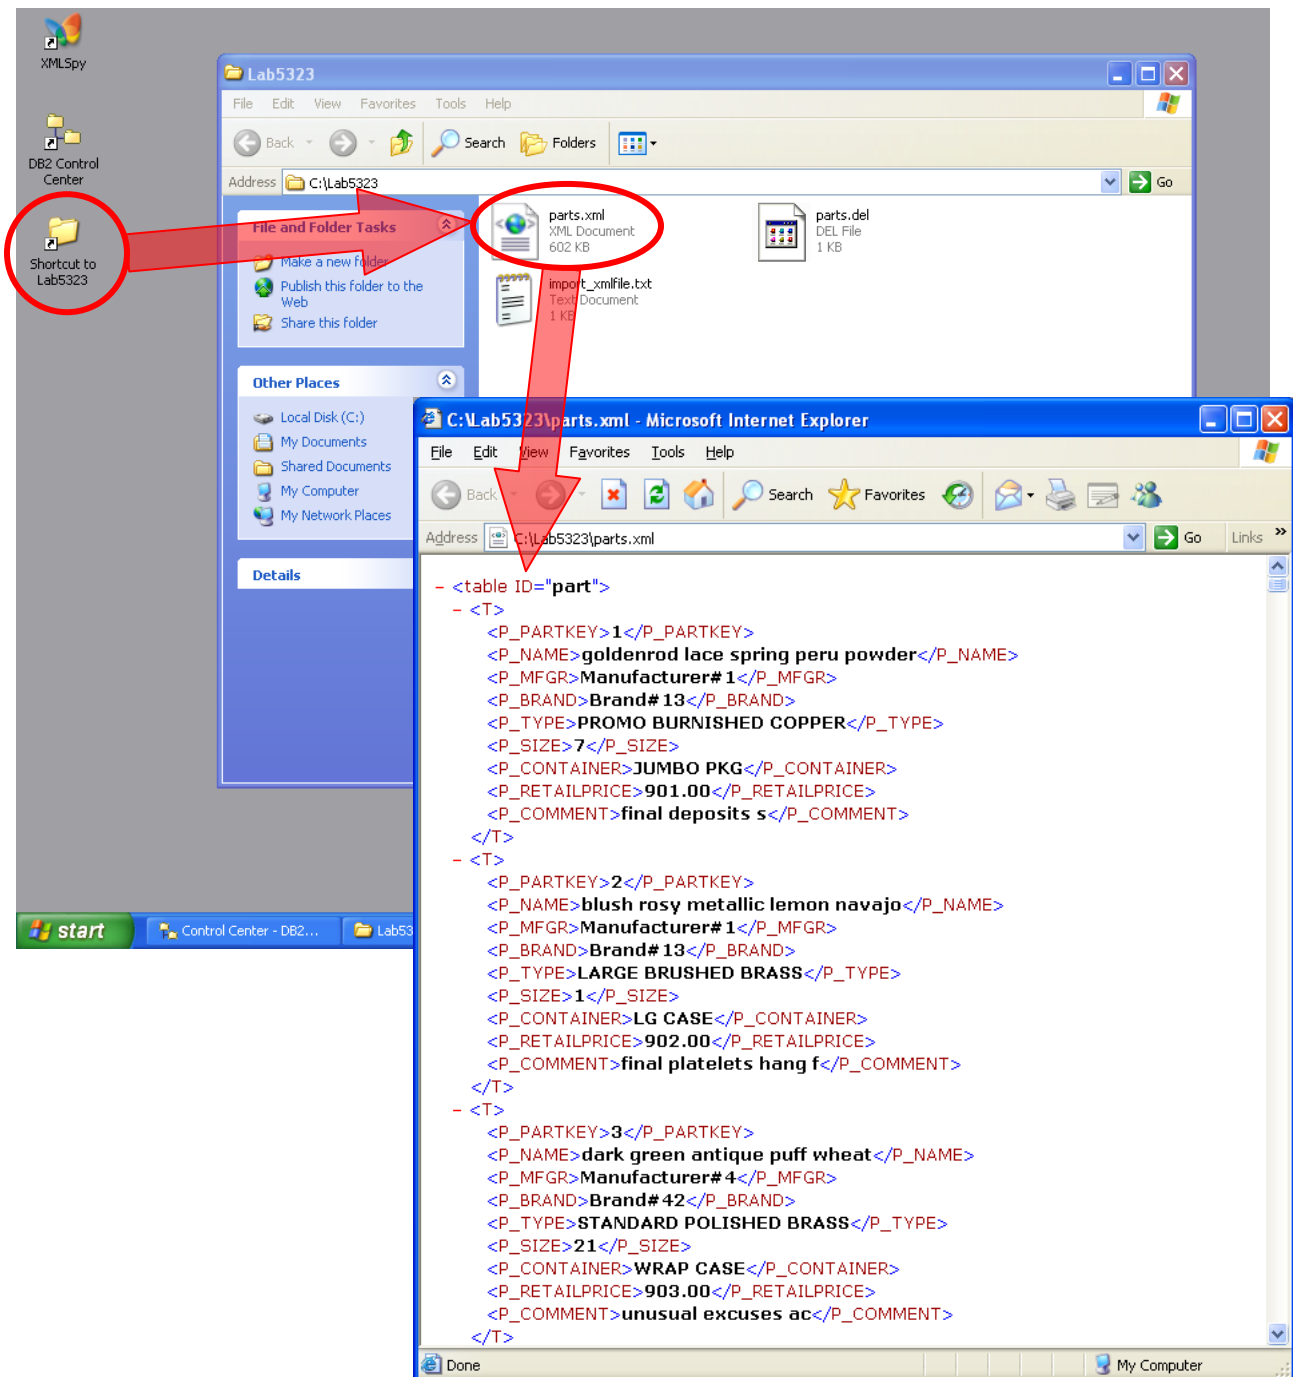 XMLSpy
DB2 Control
Center
Shortcut to
Lab5323
Lab5323
File Edit View Favorites Tools Help
Back Search Folders
Address C:\Lab5323 Go
File and Folder Tasks
Make a new folder
Publish this folder to the
Web
Share this folder
Other Places
Local Disk (C:)
My Documents
Shared Documents
My Computer
My Network Places
Details
parts.xml
XML Document
602 KB
parts.del
DEL File
1 KB
import_xmlfile.txt
Text Document
1 KB
C:\Lab5323\parts.xml - Microsoft Internet Explorer
File Edit View Favorites Tools Help
Back Search Favorites
Address C:\Lab5323\parts.xml Go Links »
- <table ID="part">
- <T>
<P_PARTKEY>1</P_PARTKEY>
<P_NAME>goldenrod lace spring peru powder</P_NAME>
<P_MFGR>Manufacturer#1</P_MFGR>
<P_BRAND>Brand#13</P_BRAND>
<P_TYPE>PROMO BURNISHED COPPER</P_TYPE>
<P_SIZE>7</P_SIZE>
<P_CONTAINER>JUMBO PKG</P_CONTAINER>
<P_RETAILPRICE>901.00</P_RETAILPRICE>
<P_COMMENT>final deposits s</P_COMMENT>
</T>
- <T>
<P_PARTKEY>2</P_PARTKEY>
<P_NAME>blush rosy metallic lemon navajo</P_NAME>
<P_MFGR>Manufacturer#1</P_MFGR>
<P_BRAND>Brand#13</P_BRAND>
<P_TYPE>LARGE BRUSHED BRASS</P_TYPE>
<P_SIZE>1</P_SIZE>
<P_CONTAINER>LG CASE</P_CONTAINER>
<P_RETAILPRICE>902.00</P_RETAILPRICE>
<P_COMMENT>final platelets hang f</P_COMMENT>
</T>
- <T>
<P_PARTKEY>3</P_PARTKEY>
<P_NAME>dark green antique puff wheat</P_NAME>
<P_MFGR>Manufacturer#4</P_MFGR>
<P_BRAND>Brand#42</P_BRAND>
<P_TYPE>STANDARD POLISHED BRASS</P_TYPE>
<P_SIZE>21</P_SIZE>
<P_CONTAINER>WRAP CASE</P_CONTAINER>
<P_RETAILPRICE>903.00</P_RETAILPRICE>
<P_COMMENT>unusual excuses ac</P_COMMENT>
</T>
Done My Computer
start Control Center - DB2... Lab53